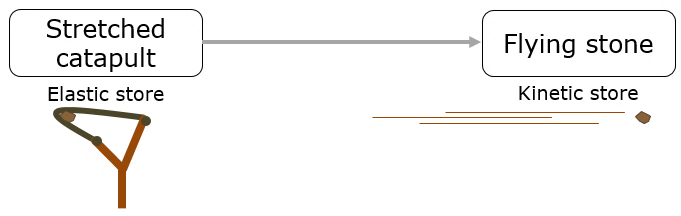 Stretched
catapult
Flying stone
Elastic store
Kinetic store